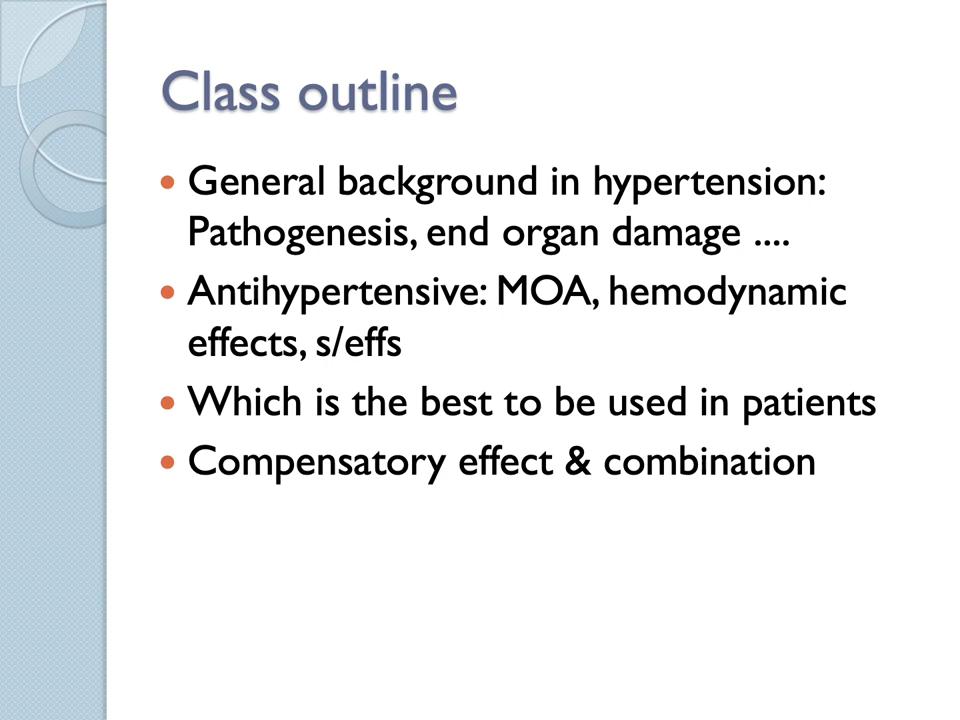 Class outline
General background in hypertension:
Pathogenesis, end organ damage ....
Antihypertensive: MOA, hemodynamic
effects, s/effs
Which is the best to be used in patients
Compensatory effect & combination